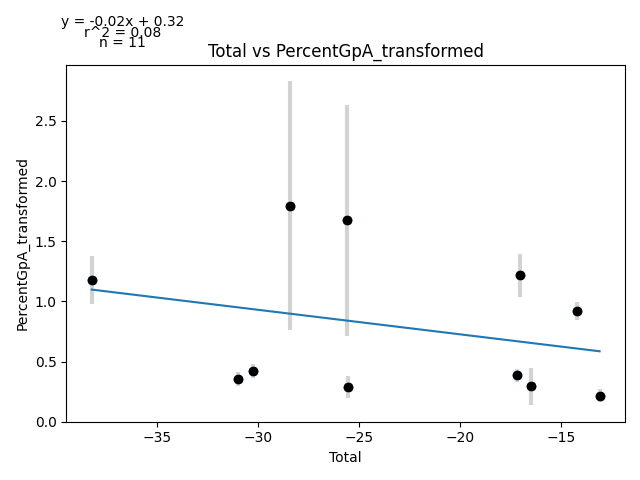 y = -0.02x + 0.32
r^2 = 0.08
n = 11
Total vs PercentGpA_transformed
PercentGpA_transformed
2.5
2.0
1.5
1.0
0.5
0.0
−35
−30
−25
−20
−15
Total